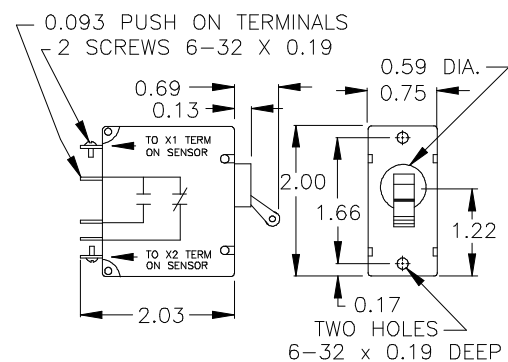 0.093 PUSH ON TERMINALS
2 SCREWS 6-32 X 0.19
0.69
0.13
0.59 DIA.
0.75
TO X1 TERM
ON SENSOR
2.00
1.66
1.22
TO X2 TERM
ON SENSOR
2.03
0.17
TWO HOLES
6-32 x 0.19 DEEP